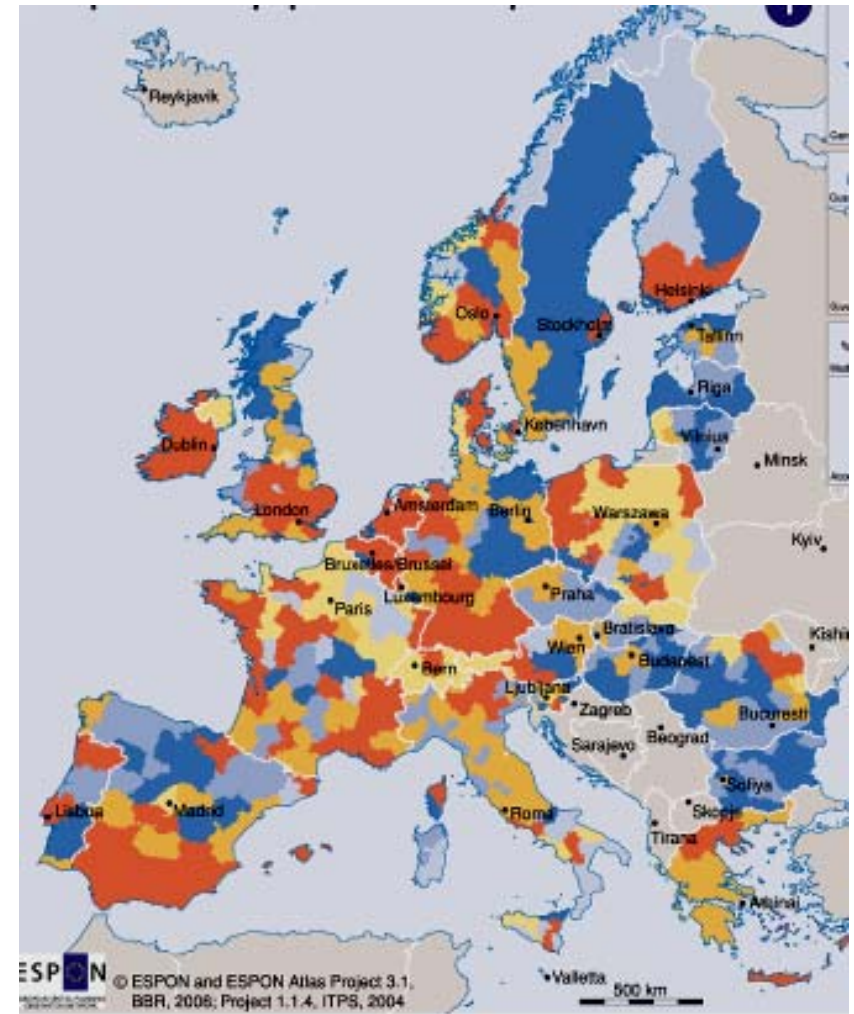 Reykjavik
Oslo
Helsinki
Stockholm
Tallinn
Riga
København
Vilnius
Minsk
Dublin
London
Amsterdam
Berlin
Warszawa
Kyiv
Bruxelles/Brussel
Luxembourg
Paris
Praha
Bern
Wien
Bratislava
Budapest
Kishi
Ljubljana
Zagreb
Sarajevo
Beograd
Bucuresti
Sofiya
Skopje
Tirana
Lisboa
Madrid
Roma
Athinai
Valletta
500 km
ESPON
© ESPON and ESPON Atlas Project 3.1,
BBR, 2006; Project 1.1.4, ITPS, 2004